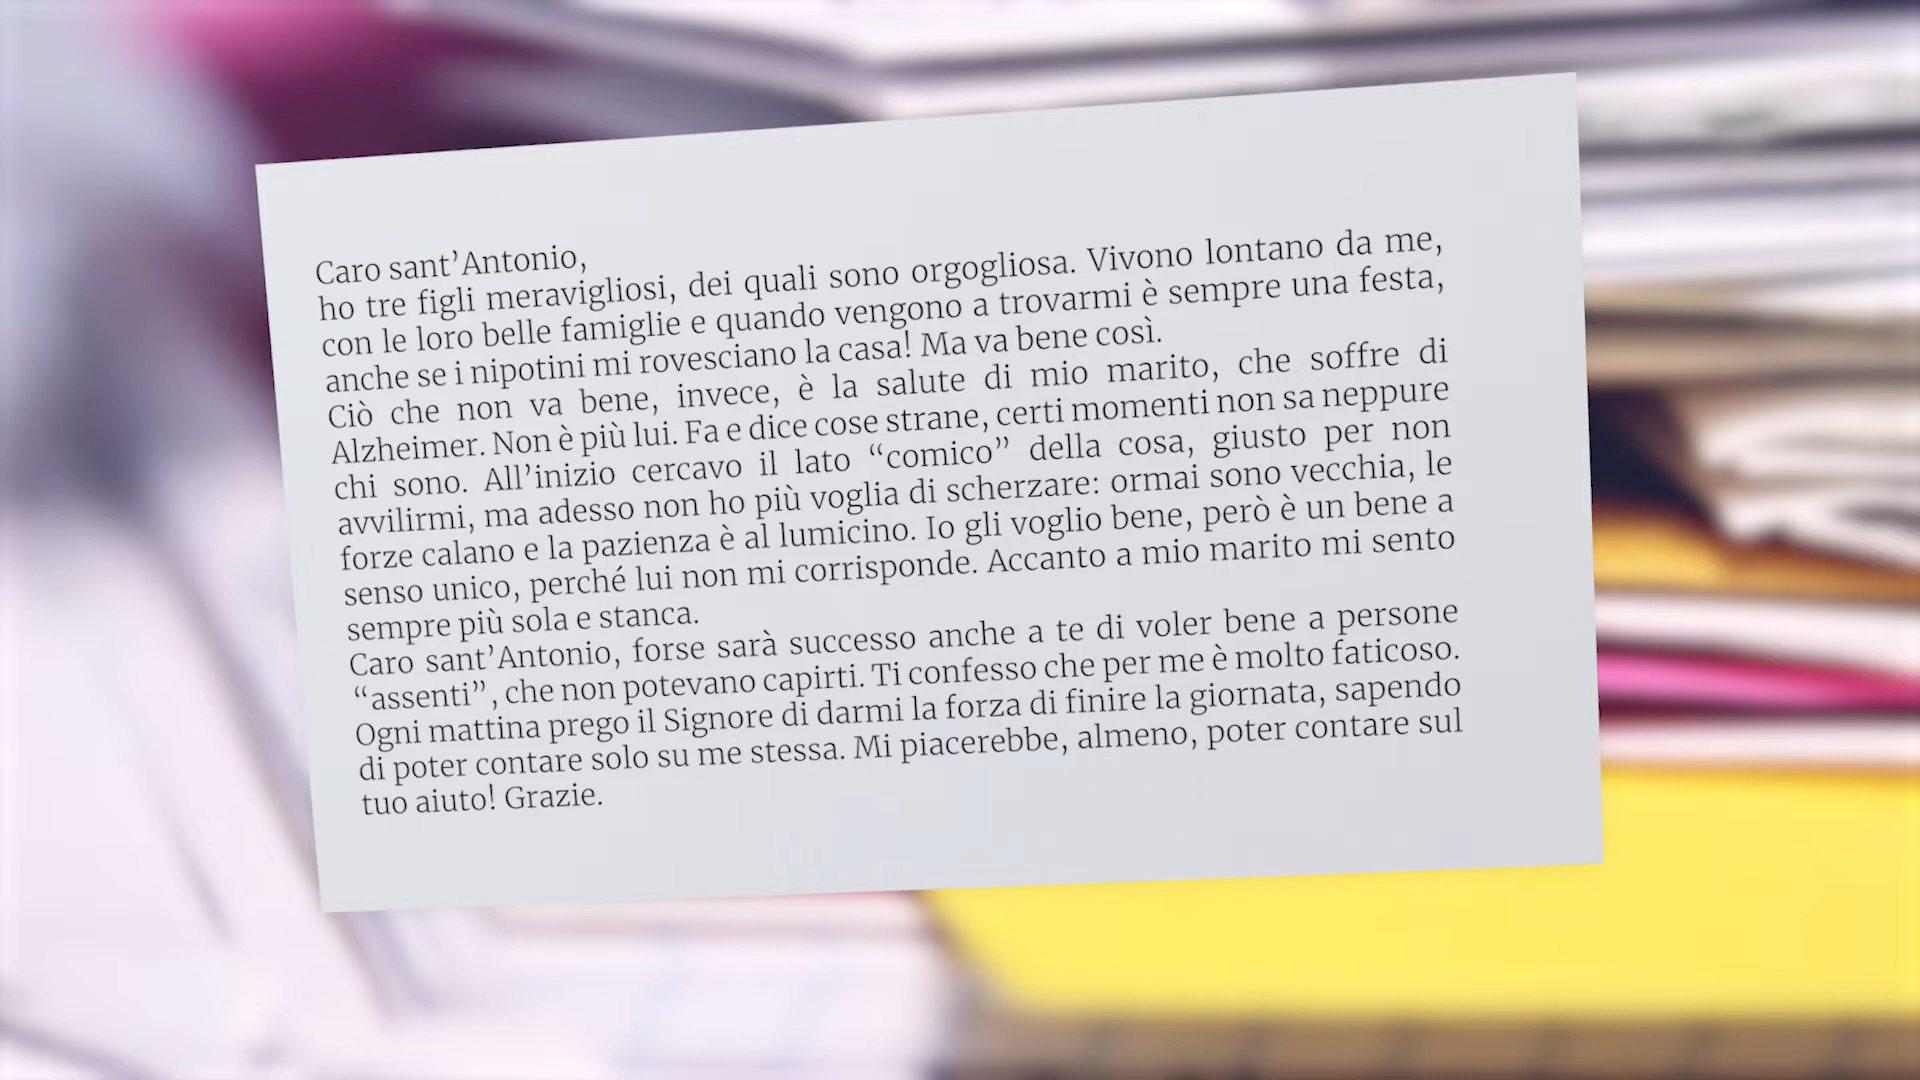 Caro sant’Antonio,
ho tre figli meravigliosi, dei quali sono orgogliosa. Vivono lontano da me,
con le loro belle famiglie e quando vengono a trovarmi è sempre una festa,
anche se i nipotini mi rovesciano la casa! Ma va bene così.
Ciò che non va bene, invece, è la salute di mio marito, che soffre di
Alzheimer. Non è più lui. Fa e dice cose strane, certi momenti non sa neppure
chi sono. All’inizio cercavo il lato “comico” della cosa, giusto per non
avvilirmi, ma adesso non ho più voglia di scherzare: ormai sono vecchia, le
forze calano e la pazienza è al lumicino. Io gli voglio bene, però è un bene a
senso unico, perché lui non mi corrisponde. Accanto a mio marito mi sento
sempre più sola e stanca.
Caro sant’Antonio, forse sarà successo anche a te di voler bene a persone
“assenti”, che non potevano capirti. Ti confesso che per me è molto faticoso.
Ogni mattina prego il Signore di darmi la forza di finire la giornata, sapendo
di poter contare solo su me stessa. Mi piacerebbe, almeno, poter contare sul
tuo aiuto! Grazie.